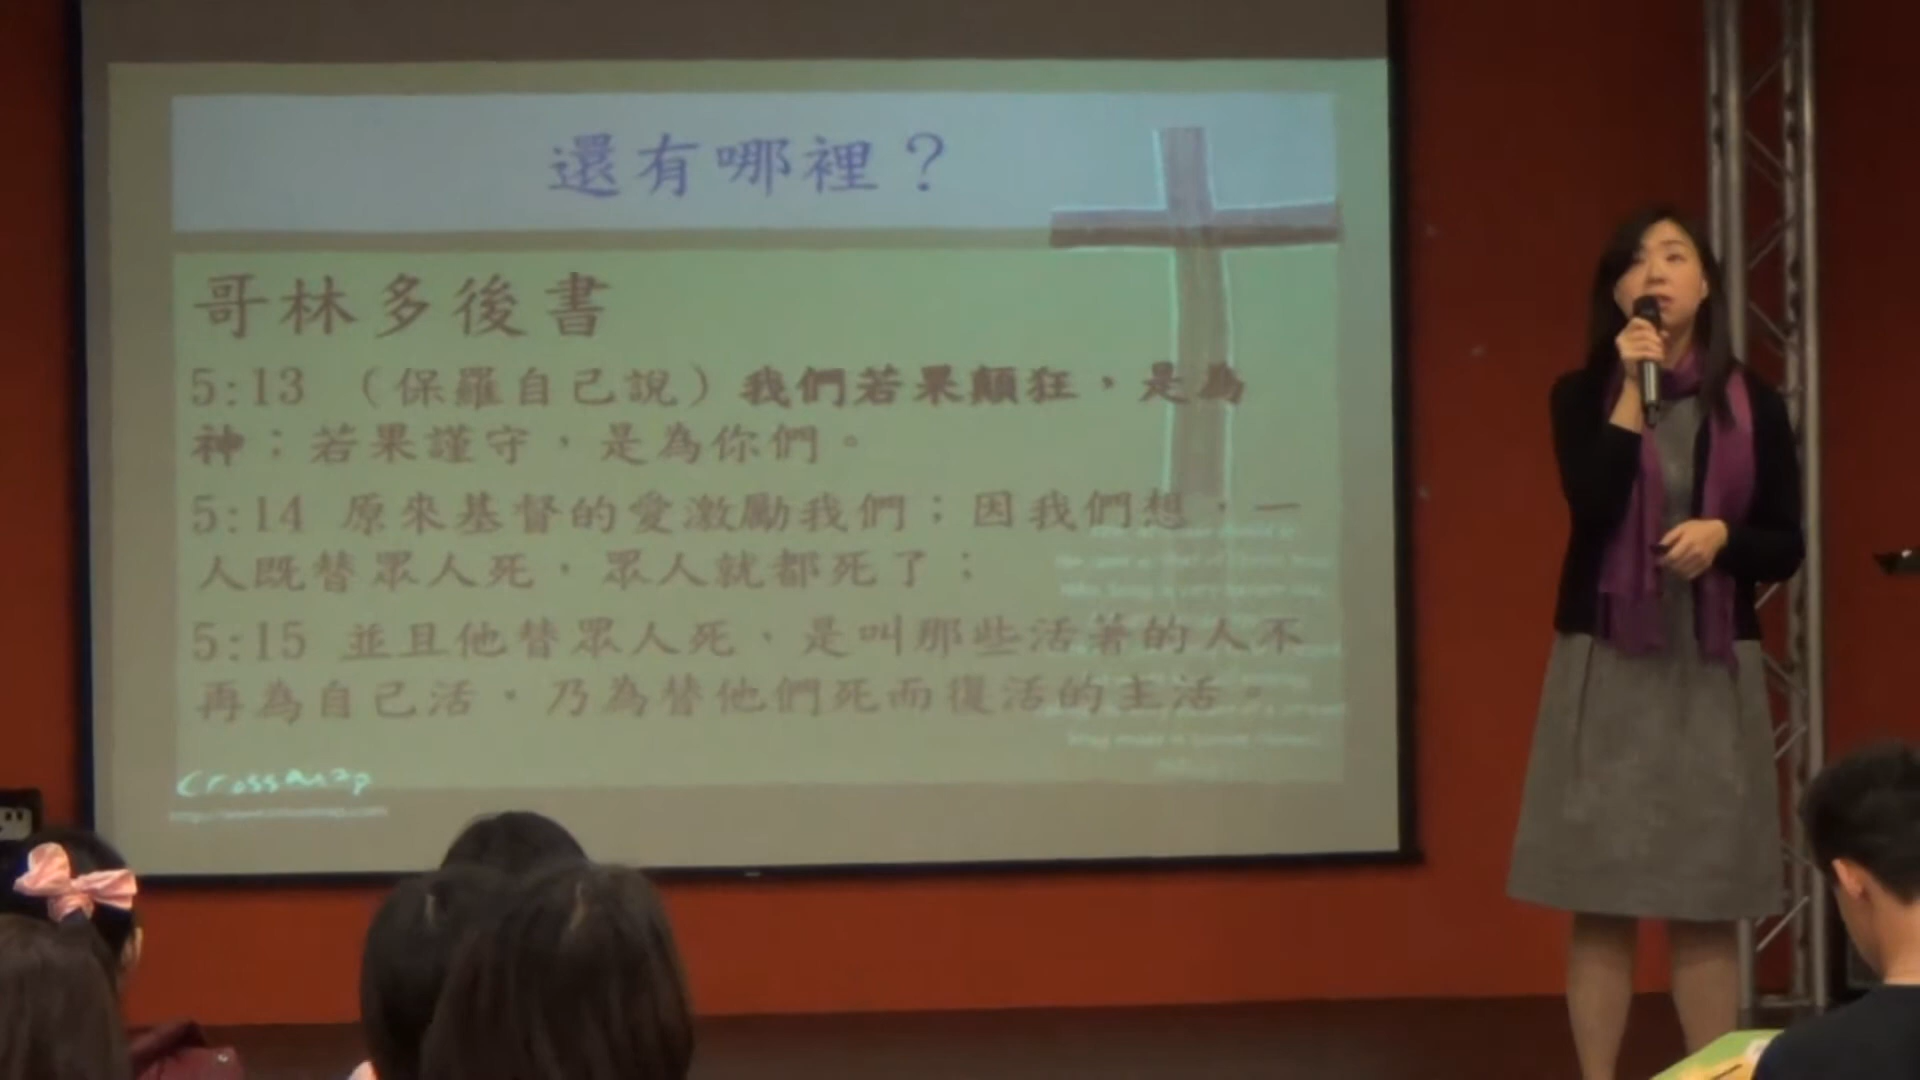 還有哪裡？
哥林多後書
5:13 （保羅自己說）我們若果顛狂，是為
神；若果謹守，是為你們。
5:14 原來基督的愛激勵我們；因我們想，一
人既替眾人死，眾人就都死了；
5:15 並且他替眾人死，是叫那些活著的人不
再為自己活，乃為替他們死而復活的主活。
CrossMap